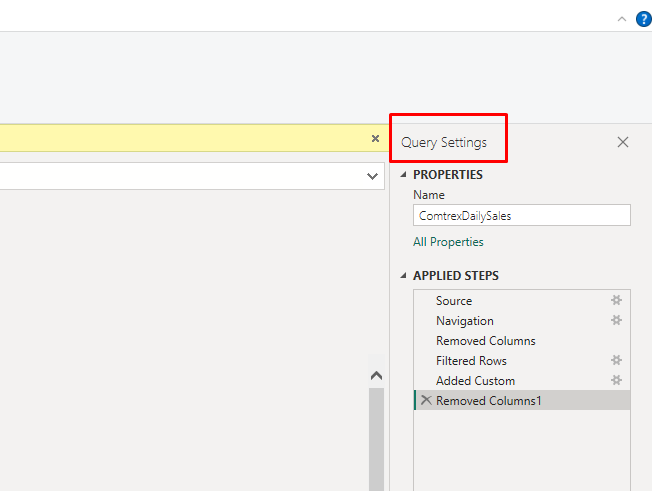 ?
Query Settings
PROPERTIES
Name
ComtrexDailySales
All Properties
APPLIED STEPS
Source
Navigation
Removed Columns
Filtered Rows
Added Custom
Removed Columns1